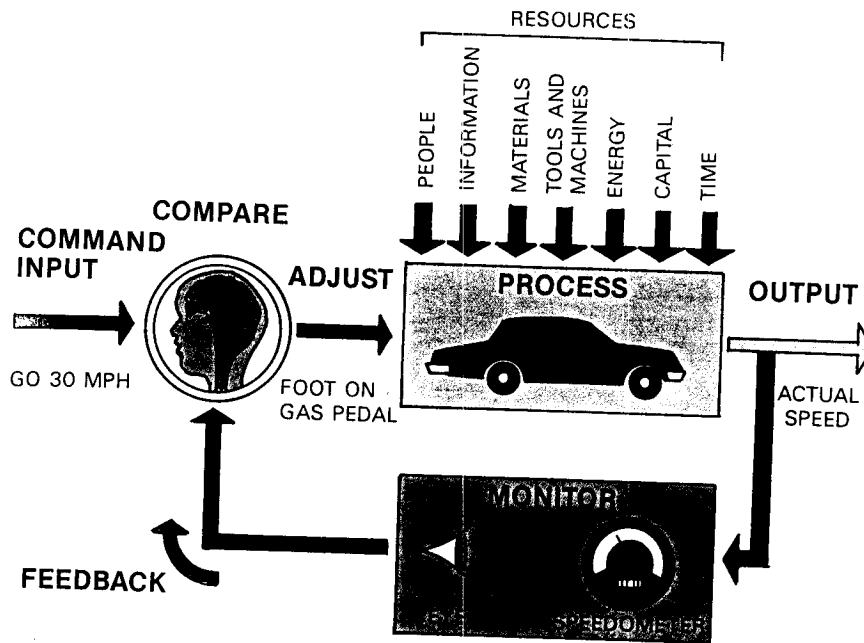 RESOURCES
PEOPLE
INFORMATION
MATERIALS
TOOLS AND
MACHINES
ENERGY
CAPITAL
TIME
COMPARE
COMMAND
INPUT
ADJUST
PROCESS
OUTPUT
GO 30 MPH
FOOT ON
GAS PEDAL
ACTUAL
SPEED
MONITOR
FEEDBACK
SPEEDOMETER